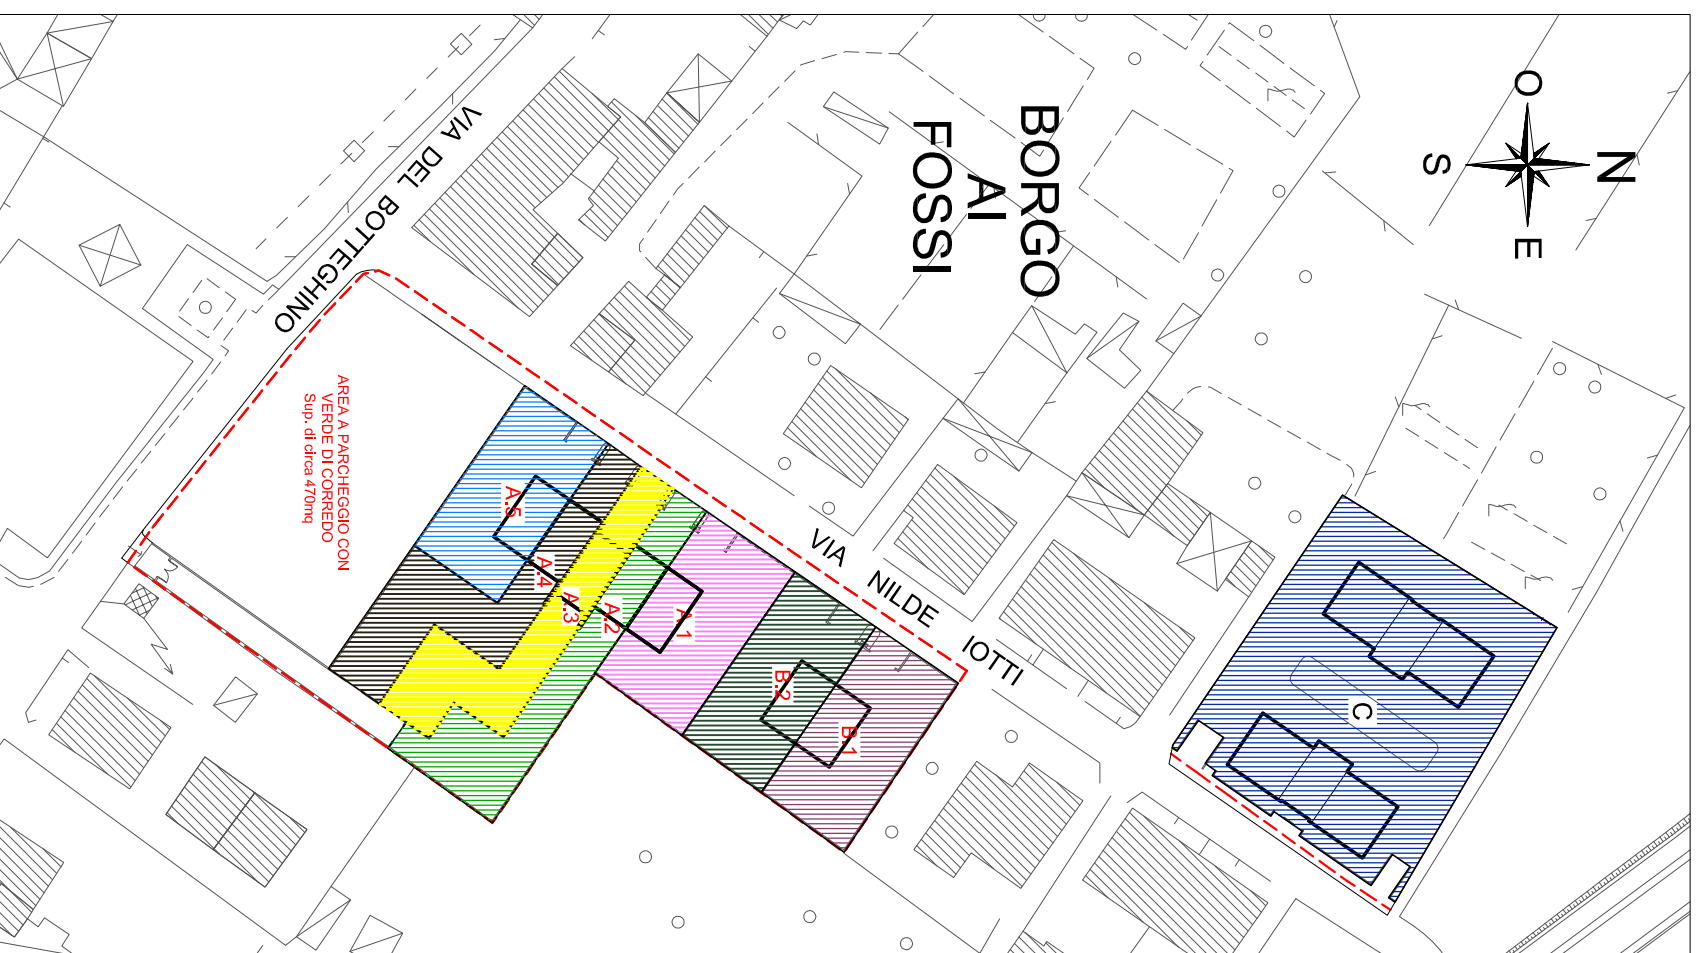 BORGO
AI
FOSSI
N
O
E
S
VIA DEL BOTTEGHINO
VIA NILDE IOTTI
AREA A PARCHEGGIO CON
VERDE DI CORREDO
Sup. di circa 470mq
A.5
A.4
A.3
A.2
A.1
B.2
B.1
C